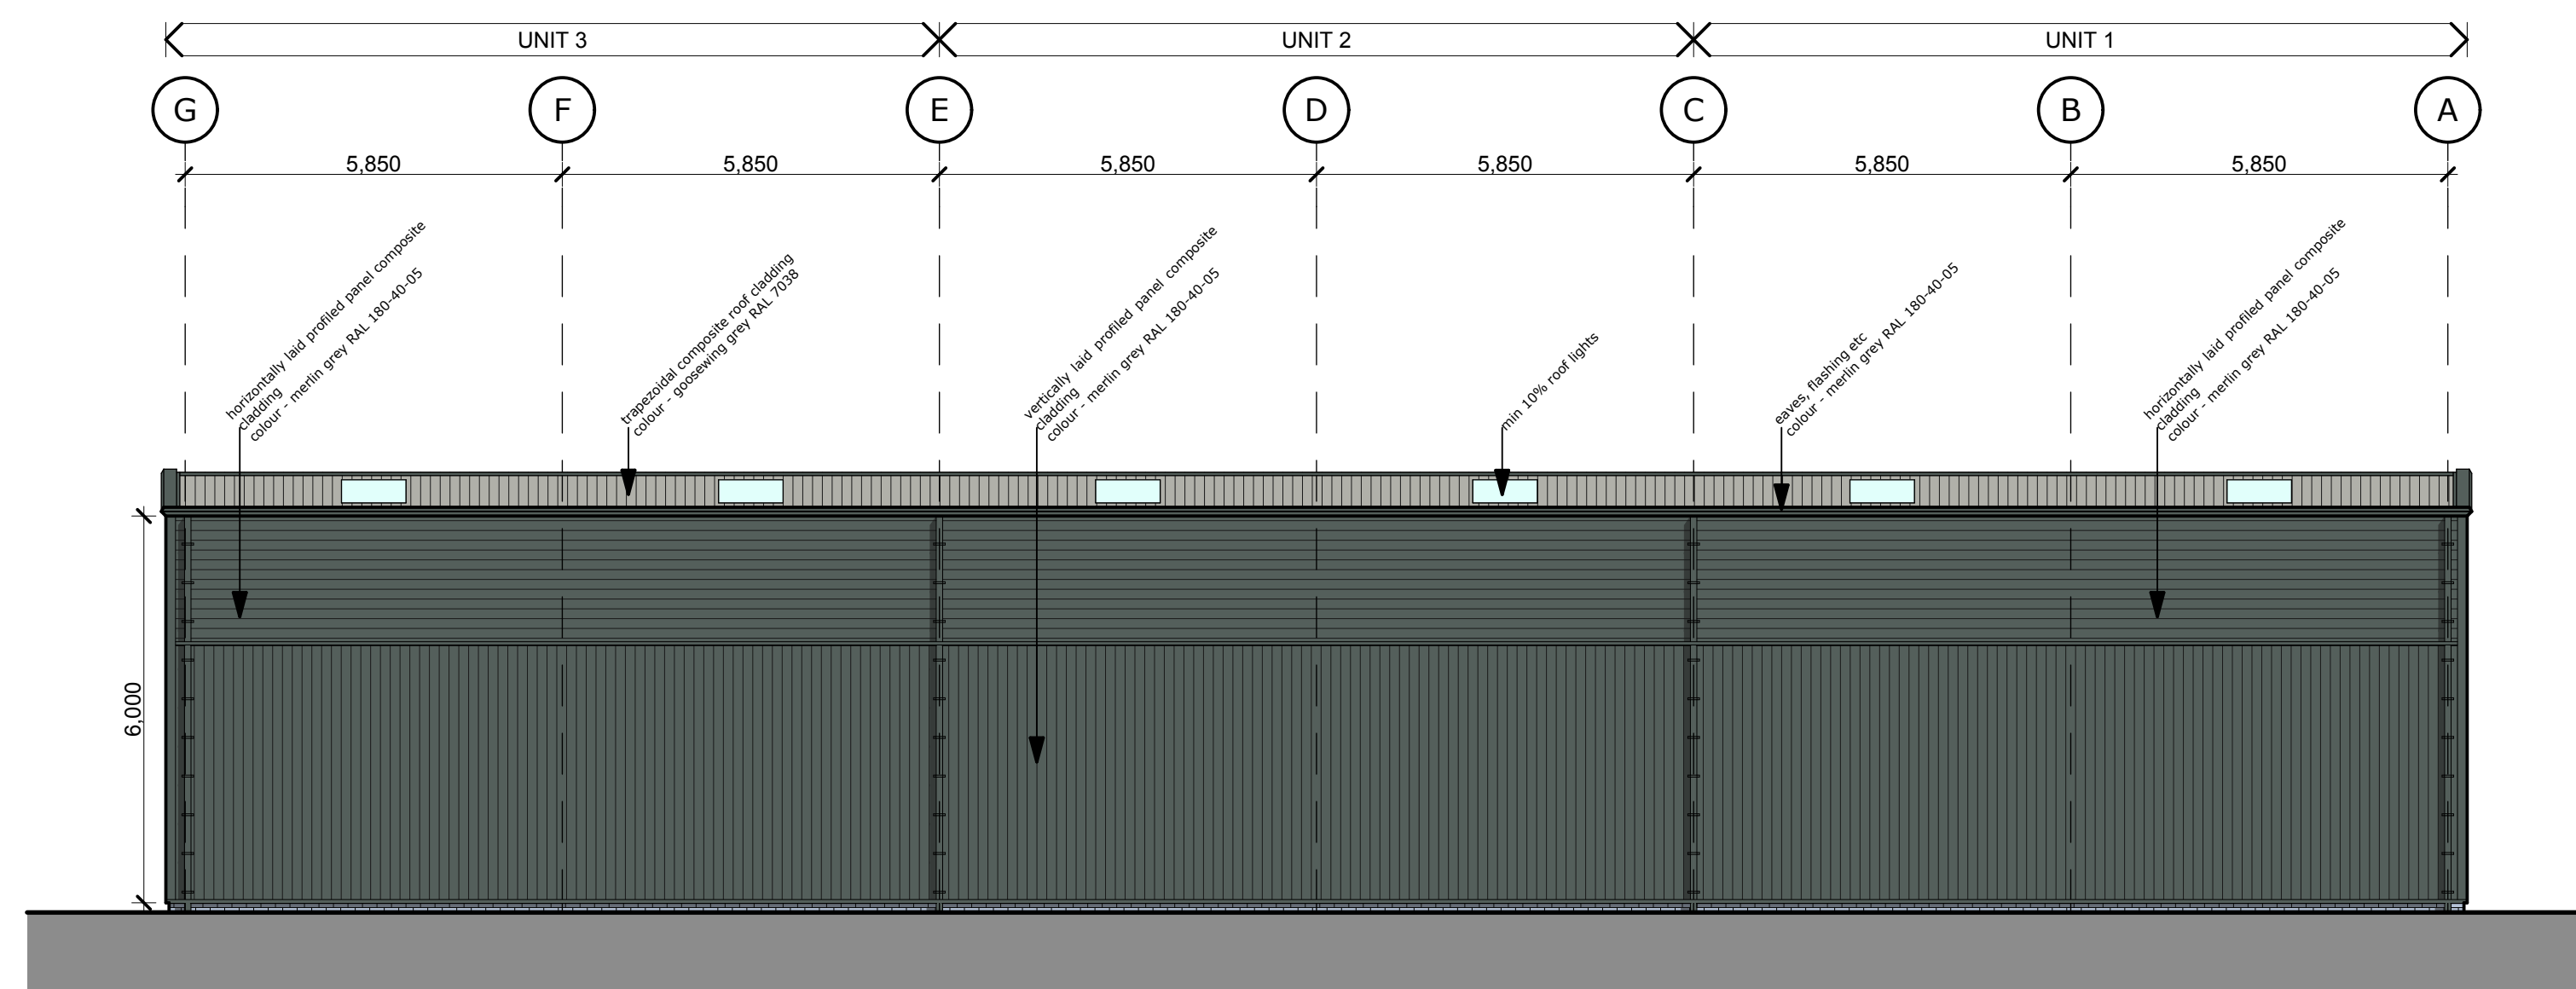 UNIT 3
UNIT 2
UNIT 1
G
F
E
D
C
B
A
5,850
5,850
5,850
5,850
5,850
5,850
horizontally laid profiled panel composite
cladding
colour - merlin grey RAL 180-40-05
trapezoidal composite roof cladding
colour - goosewing grey RAL 7038
vertically laid profiled panel composite
cladding
colour - merlin grey RAL 180-40-05
min 10% roof lights
eaves, flashing etc
colour - merlin grey RAL 180-40-05
horizontally laid profiled panel composite
cladding
colour - merlin grey RAL 180-40-05
6,000